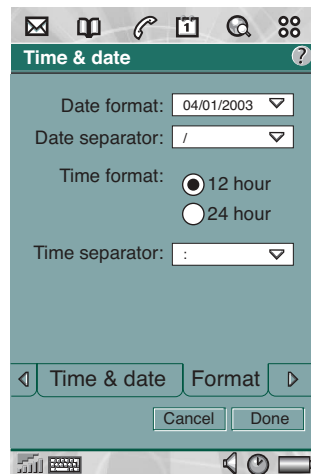 1
Time & date ?
Date format: 04/01/2003
Date separator: /
Time format: 12 hour
24 hour
Time separator: :
Time & date Format
Cancel Done